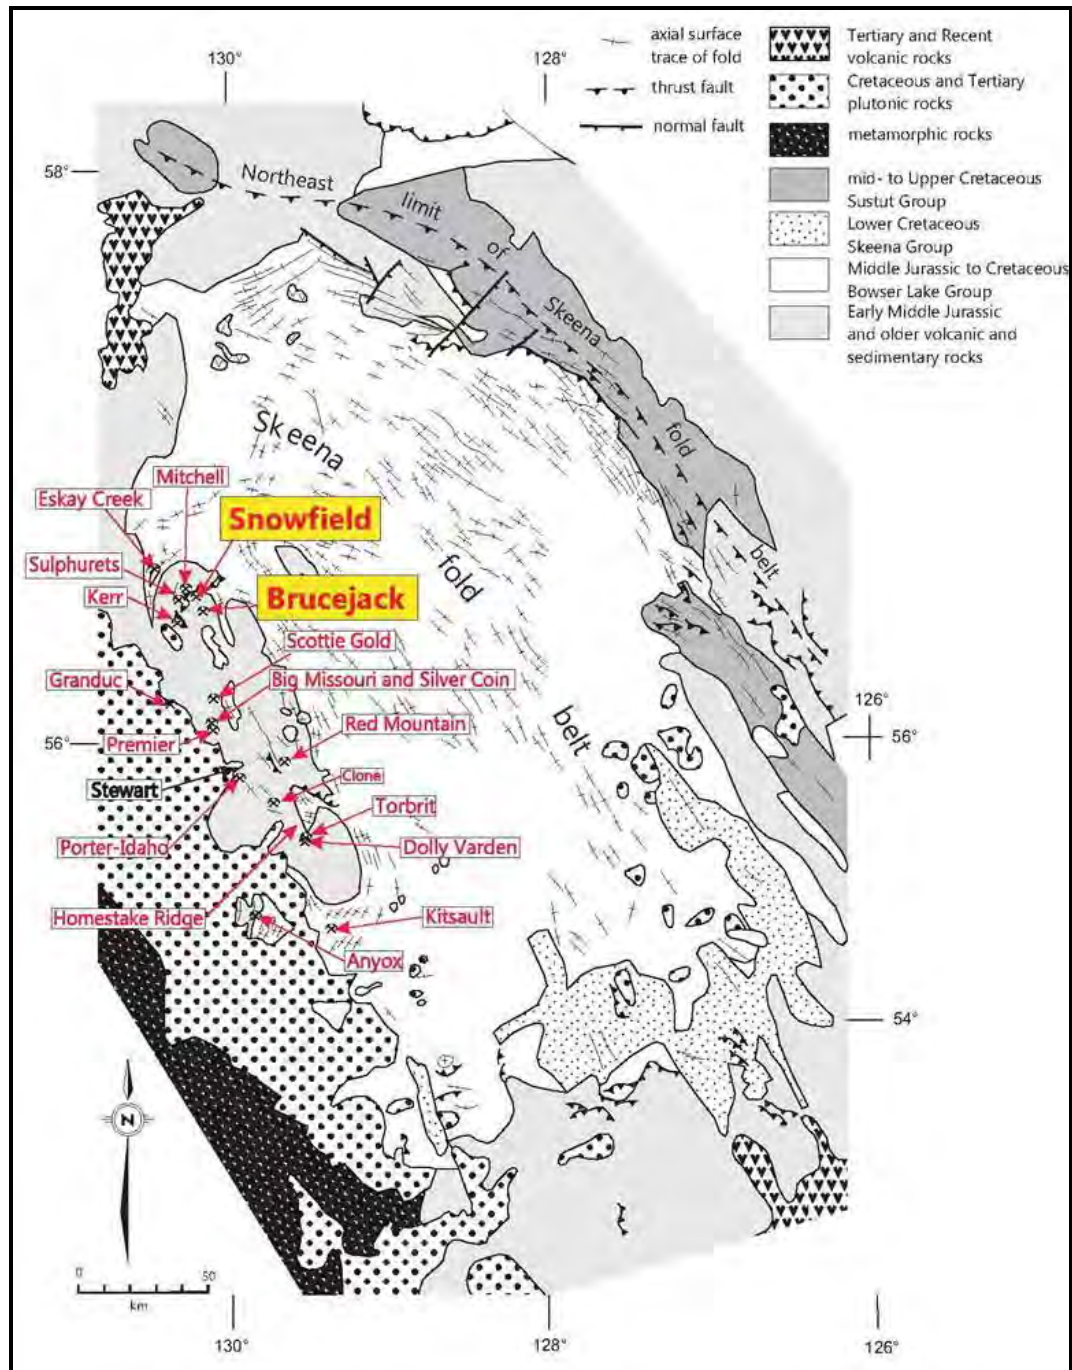 130°
128°
axial surface
trace of fold
thrust fault
normal fault
Tertiary and Recent
volcanic rocks
Cretaceous and Tertiary
plutonic rocks
metamorphic rocks
mid- to Upper Cretaceous
Sustut Group
Lower Cretaceous
Skeena Group
Middle Jurassic to Cretaceous
Bowser Lake Group
Early Middle Jurassic
and older volcanic and
sedimentary rocks
58°
Northeast
limit
of
Skeena
fold
belt
Skeena
fold
belt
Mitchell
Eskay Creek
Snowfield
Sulphurets
Brucejack
Kerr
Scottie Gold
Granduc
Big Missouri and Silver Coin
126°
Red Mountain
56°
Premier
56°
Stewart
Clone
Torbrit
Porter-Idaho
Dolly Varden
Homestake Ridge
Kitsault
Anyox
54°
N
0
50
km
130°
128°
126°